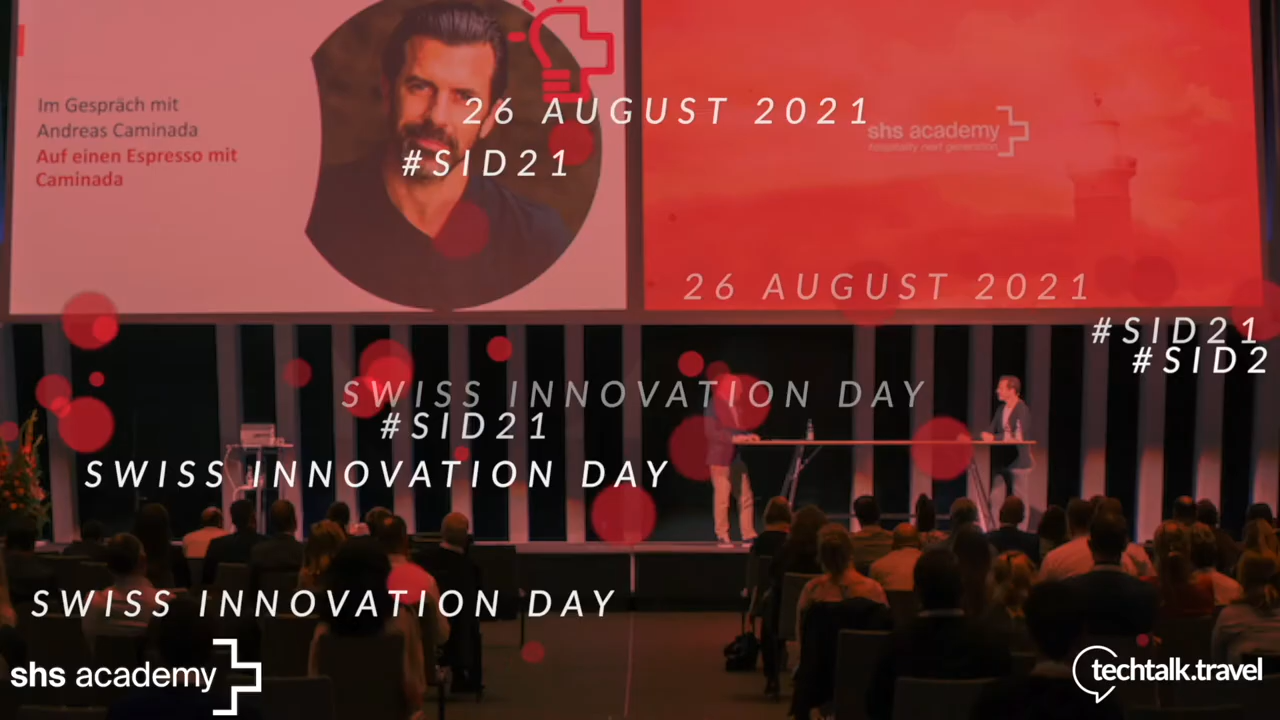 Im Gespräch mit
Andreas Caminada
Auf einen Espresso mit
Caminada
26 AUGUST 2021
#SID21
shs academy
hospitality next generation
26 AUGUST 2021
#SID21
#SID2
SWISS INNOVATION DAY
#SID21
SWISS INNOVATION DAY
SWISS INNOVATION DAY
shs academy
techtalk.travel